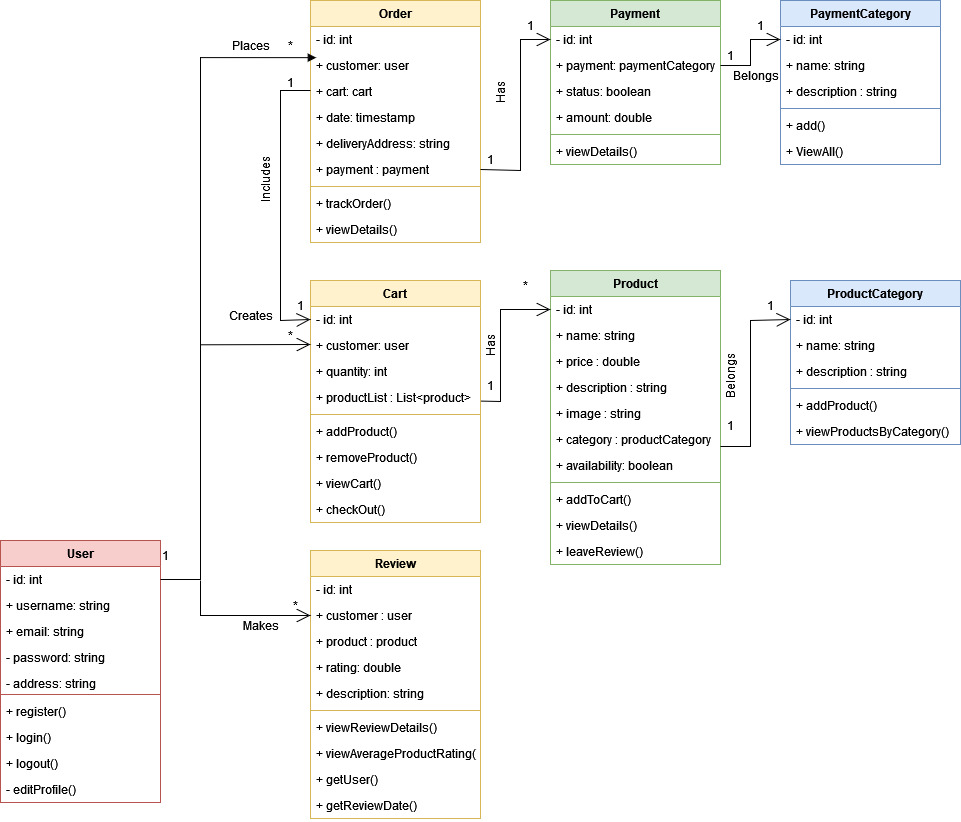 Order
- id: int
+ customer: user
+ cart: cart
+ date: timestamp
+ deliveryAddress: string
+ payment : payment
+ trackOrder()
+ viewDetails()
Payment
- id: int
+ payment: paymentCategory
+ status: boolean
+ amount: double
+ viewDetails()
PaymentCategory
- id: int
+ name: string
+ description : string
+ add()
+ ViewAll()
Places
*
1
Includes
1
Has
1
1
Belongs
1
Cart
- id: int
+ customer: user
+ quantity: int
+ productList : List<product>
+ addProduct()
+ removeProduct()
+ viewCart()
+ checkOut()
Product
- id: int
+ name: string
+ price : double
+ description : string
+ image : string
+ category : productCategory
+ availability: boolean
+ addToCart()
+ viewDetails()
+ leaveReview()
ProductCategory
- id: int
+ name: string
+ description : string
+ addProduct()
+ viewProductsByCategory()
Creates
1
*
*
Has
1
1
Belongs
1
User
- id: int
+ username: string
+ email: string
- password: string
- address: string
+ register()
+ login()
+ logout()
- editProfile()
1
*
Makes
Review
- id: int
+ customer : user
+ product : product
+ rating: double
+ description: string
+ viewReviewDetails()
+ viewAverageProductRating(
+ getUser()
+ getReviewDate()